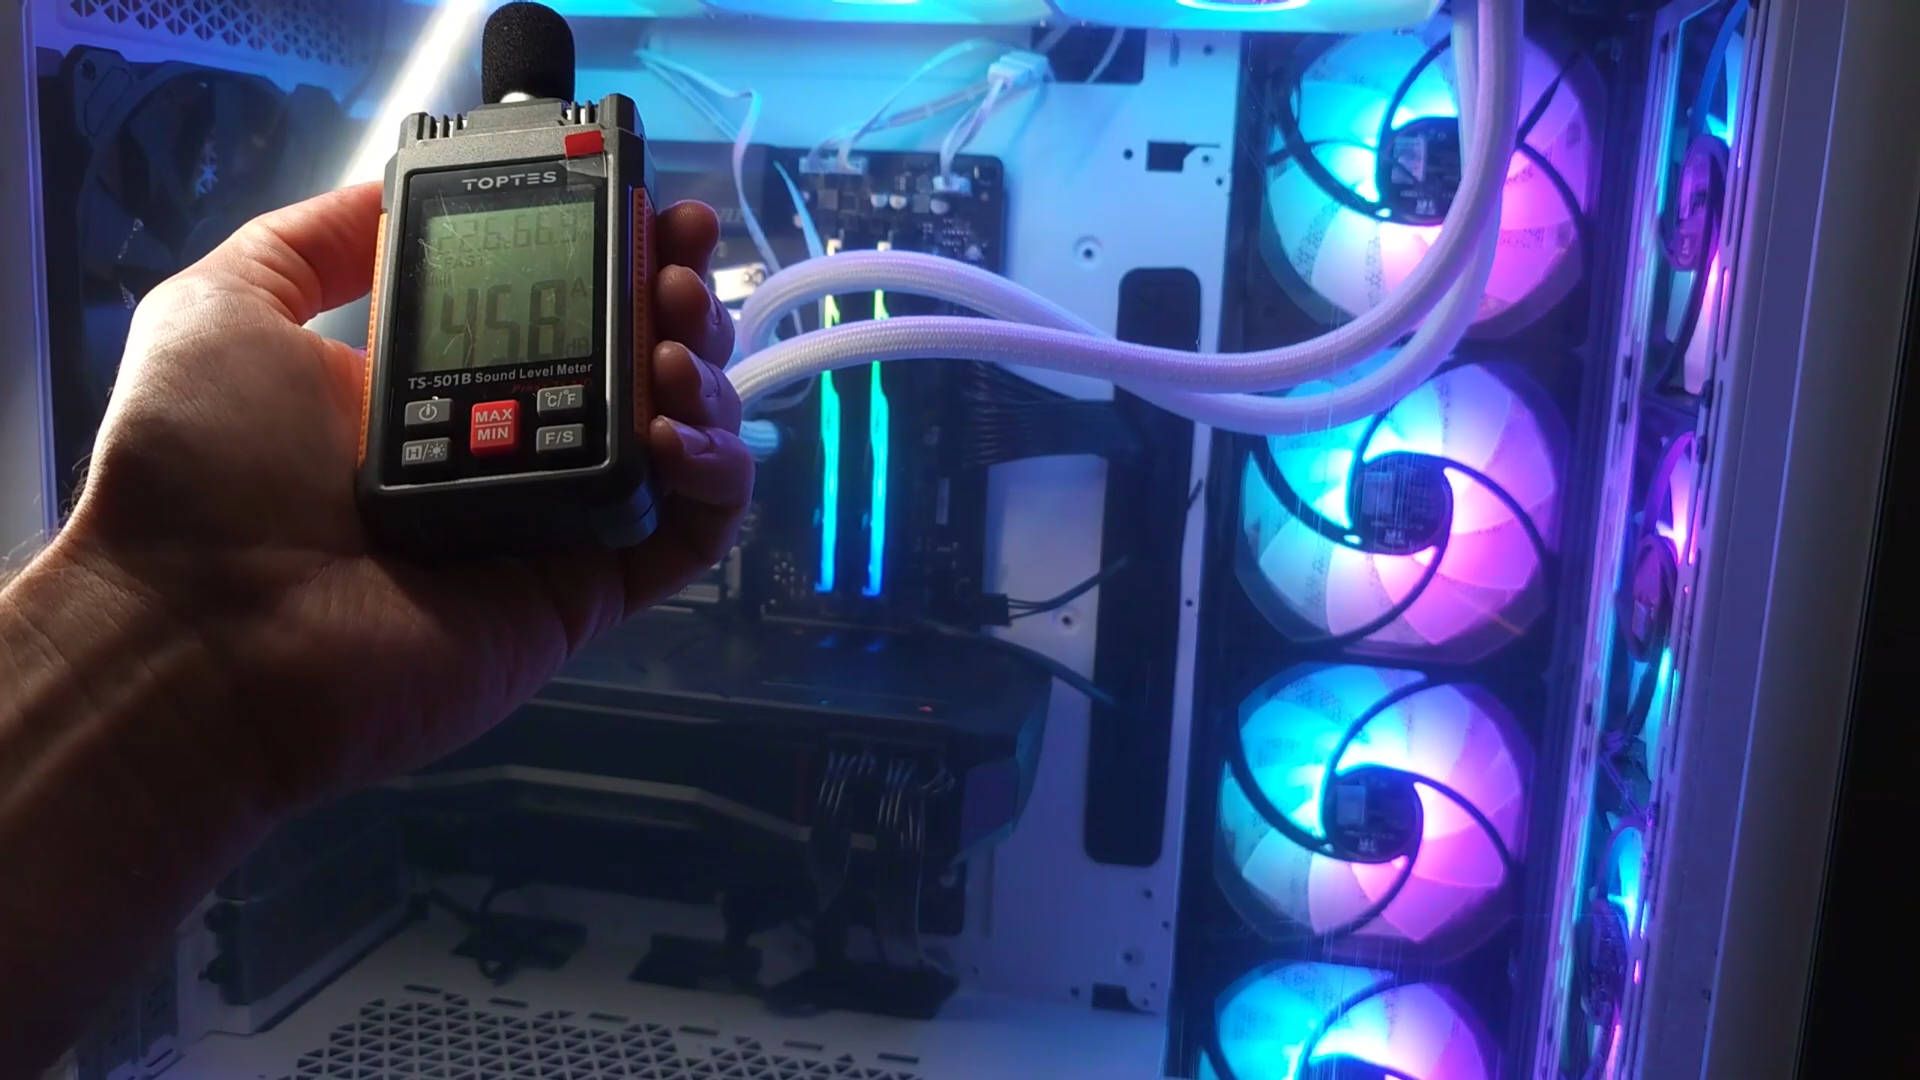 TOPTES
FAST
45.8 A
dB
TS-501B Sound Level Meter
MAX
MIN
°C/°F
H/
F/S